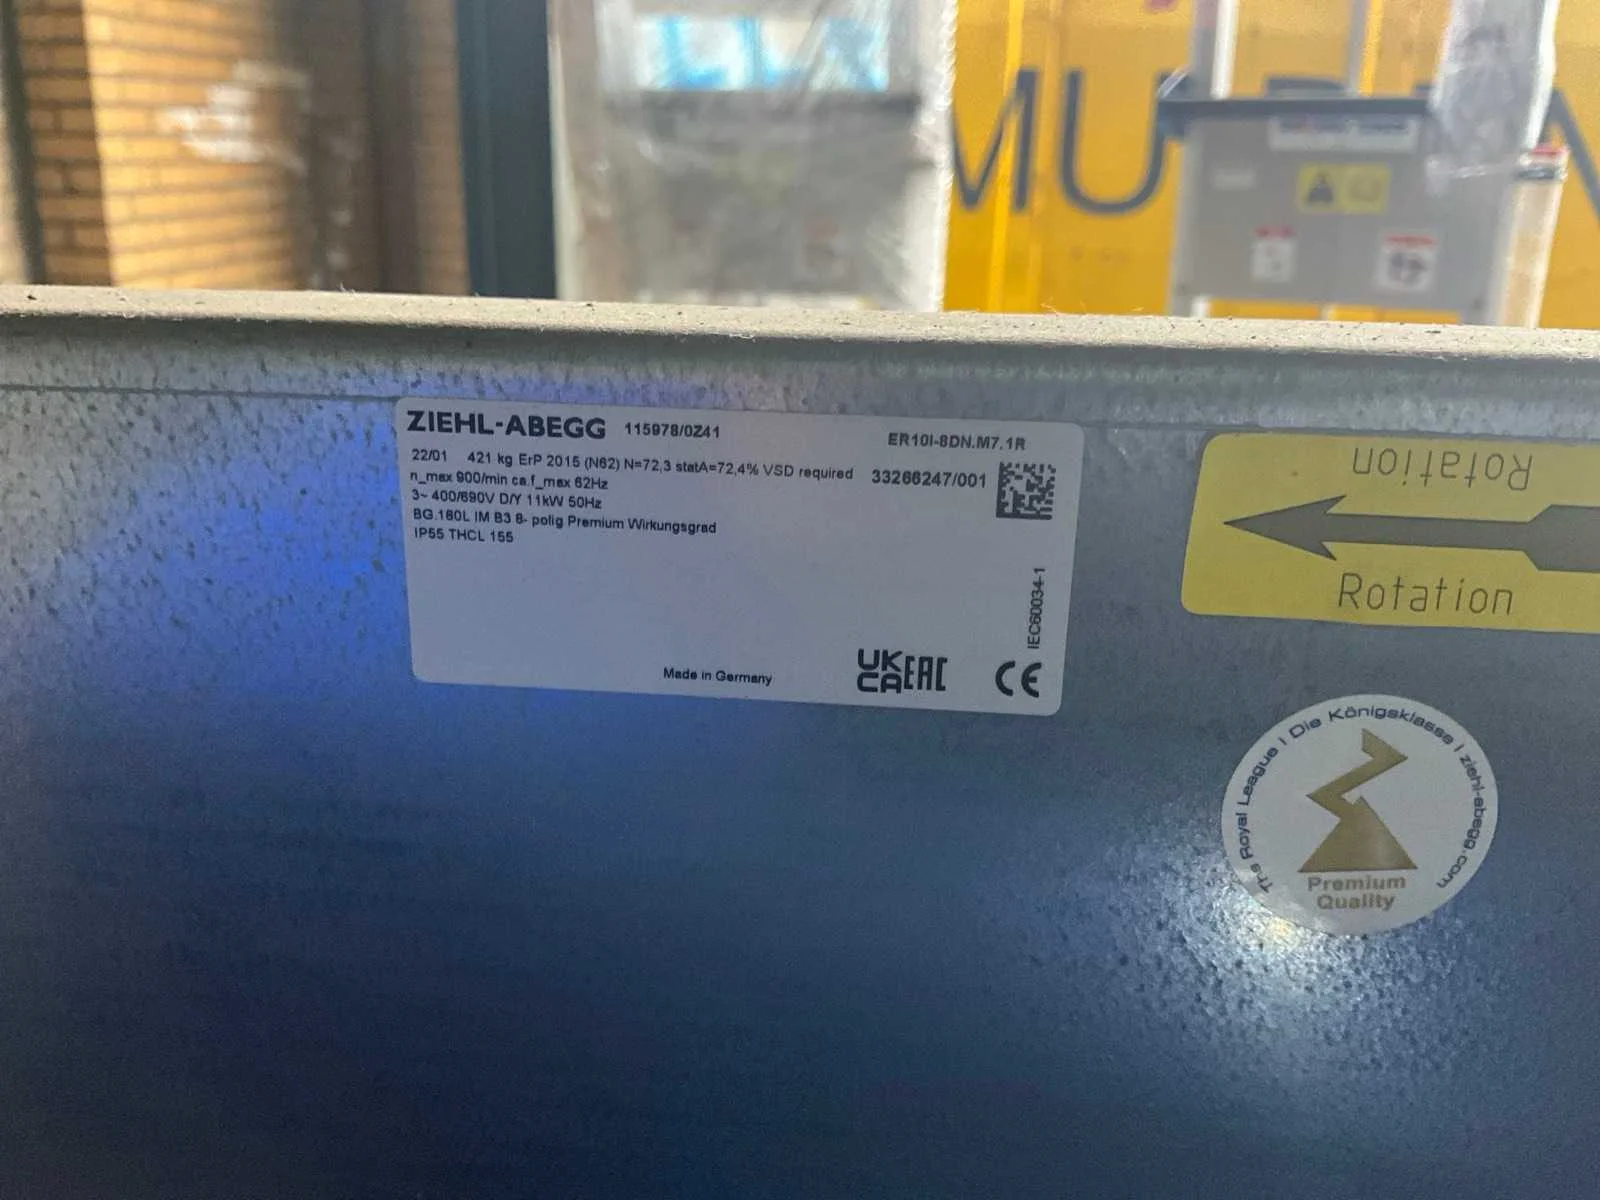 MU
ZIEHL-ABEGG 115978/0Z41 ER10I-8DN.M7.1R
22/01 421 kg ErP 2015 (N62) N=72,3 statA=72,4% VSD required 33266247/001
n_max 900/min ca.f_max 62Hz
3~ 400/690V D/Y 11kW 50Hz
BG.180L IM B3 8- polig Premium Wirkungsgrad
IP55 THCL 155
IEC60034-1
Made in Germany
UK
CA EAC CE
Rotation
Rotation
The Royal League | Die Königsklasse | ziehl-abegg.com
Premium
Quality